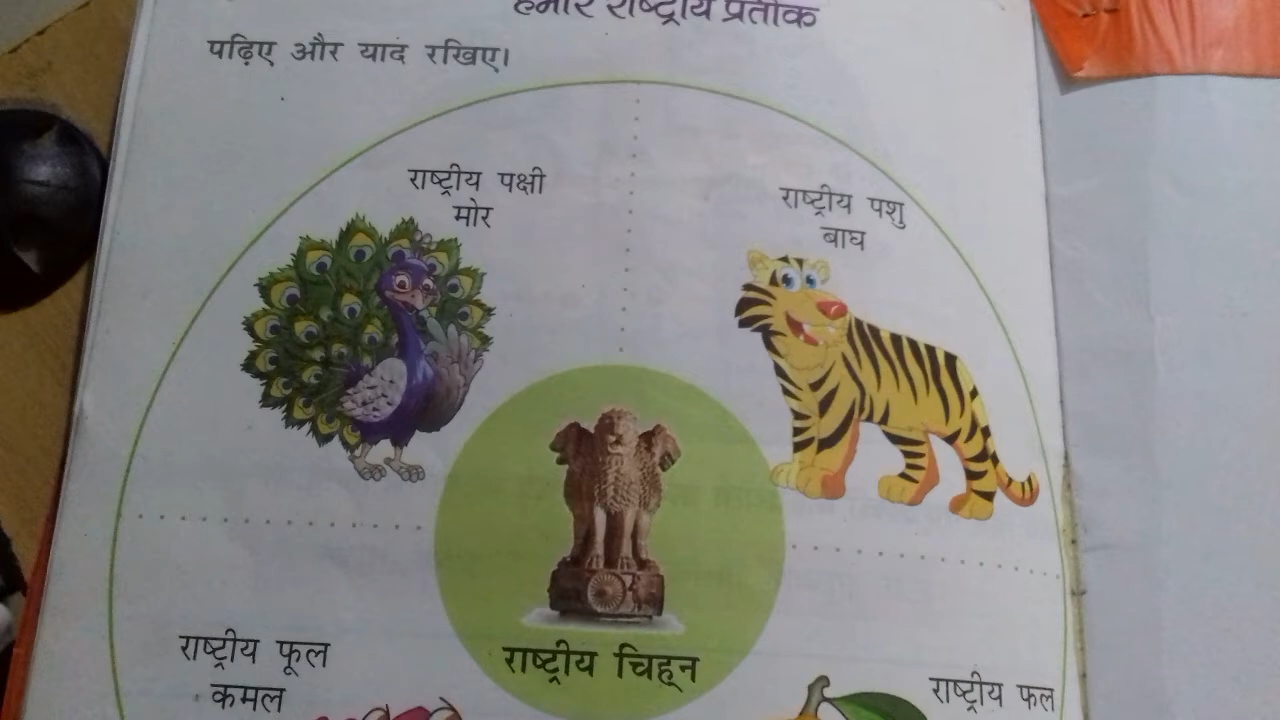 हमारे राष्ट्रीय प्रतीक
पढ़िए और याद रखिए।
राष्ट्रीय पक्षी
मोर
राष्ट्रीय पशु
बाघ
राष्ट्रीय चिह्न
राष्ट्रीय फूल
कमल
राष्ट्रीय फल